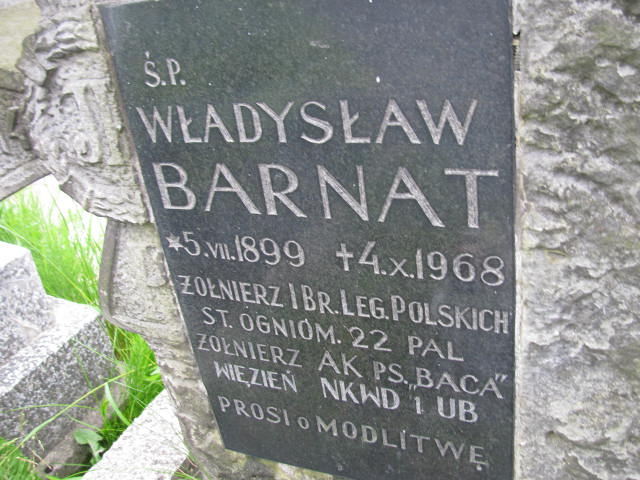 Ś.P.
WŁADYSŁAW
BARNAT
*5.VII.1899 †4.X.1968
ŻOŁNIERZ I BR. LEG. POLSKICH
ST. OGNIOM. 22 PAL
ŻOŁNIERZ AK PS. „BACA”
WIĘZIEŃ NKWD I UB
PROSI O MODLITWĘ